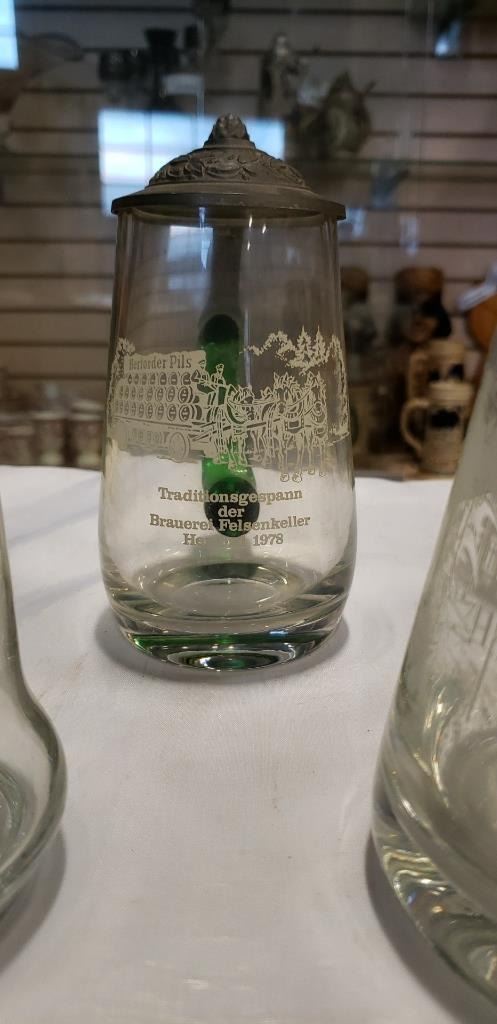 Herforder Pils
Traditionsgespann
der
Brauerei Felsenkeller
1978